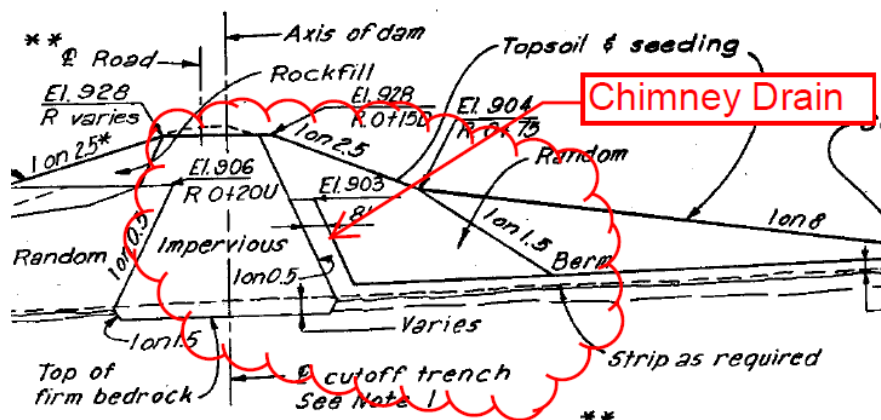 **
℄ Road
Axis of dam
Rockfill
Topsoil & seeding
Chimney Drain
El. 928
R varies
El. 928
R 0+15D
El. 904
R 0+75
1 on 2.5*
1 on 2.5
Random
El. 906
R 0+20U
El. 903
8'
1 on 0.5
Random
Impervious
1 on 1.5
1 on 8
1 on 0.5
Berm
Varies
1 on 1.5
Strip as required
Top of
firm bedrock
℄ cutoff trench
See Note 1
**